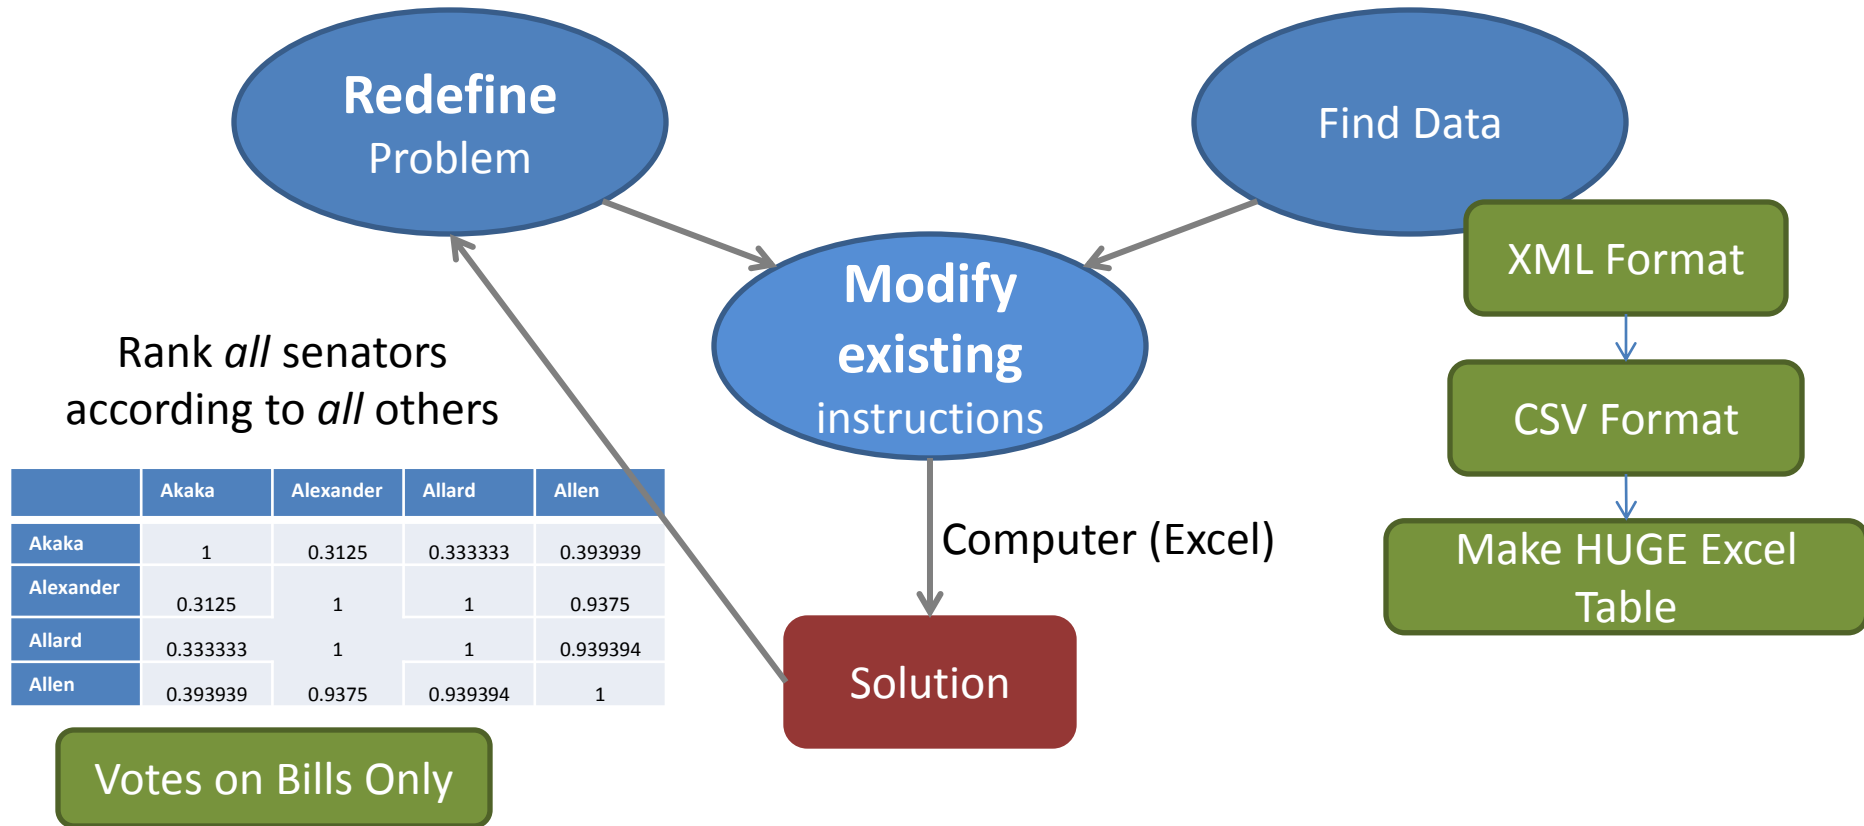 Redefine
Problem
Find Data
XML Format
Modify
existing
instructions
Rank all senators
according to all others
CSV Format
Akaka Alexander Allard Allen
Akaka 1 0.3125 0.333333 0.393939
Alexander 0.3125 1 1 0.9375
Allard 0.333333 1 1 0.939394
Allen 0.393939 0.9375 0.939394 1
Computer (Excel)
Make HUGE Excel
Table
Solution
Votes on Bills Only